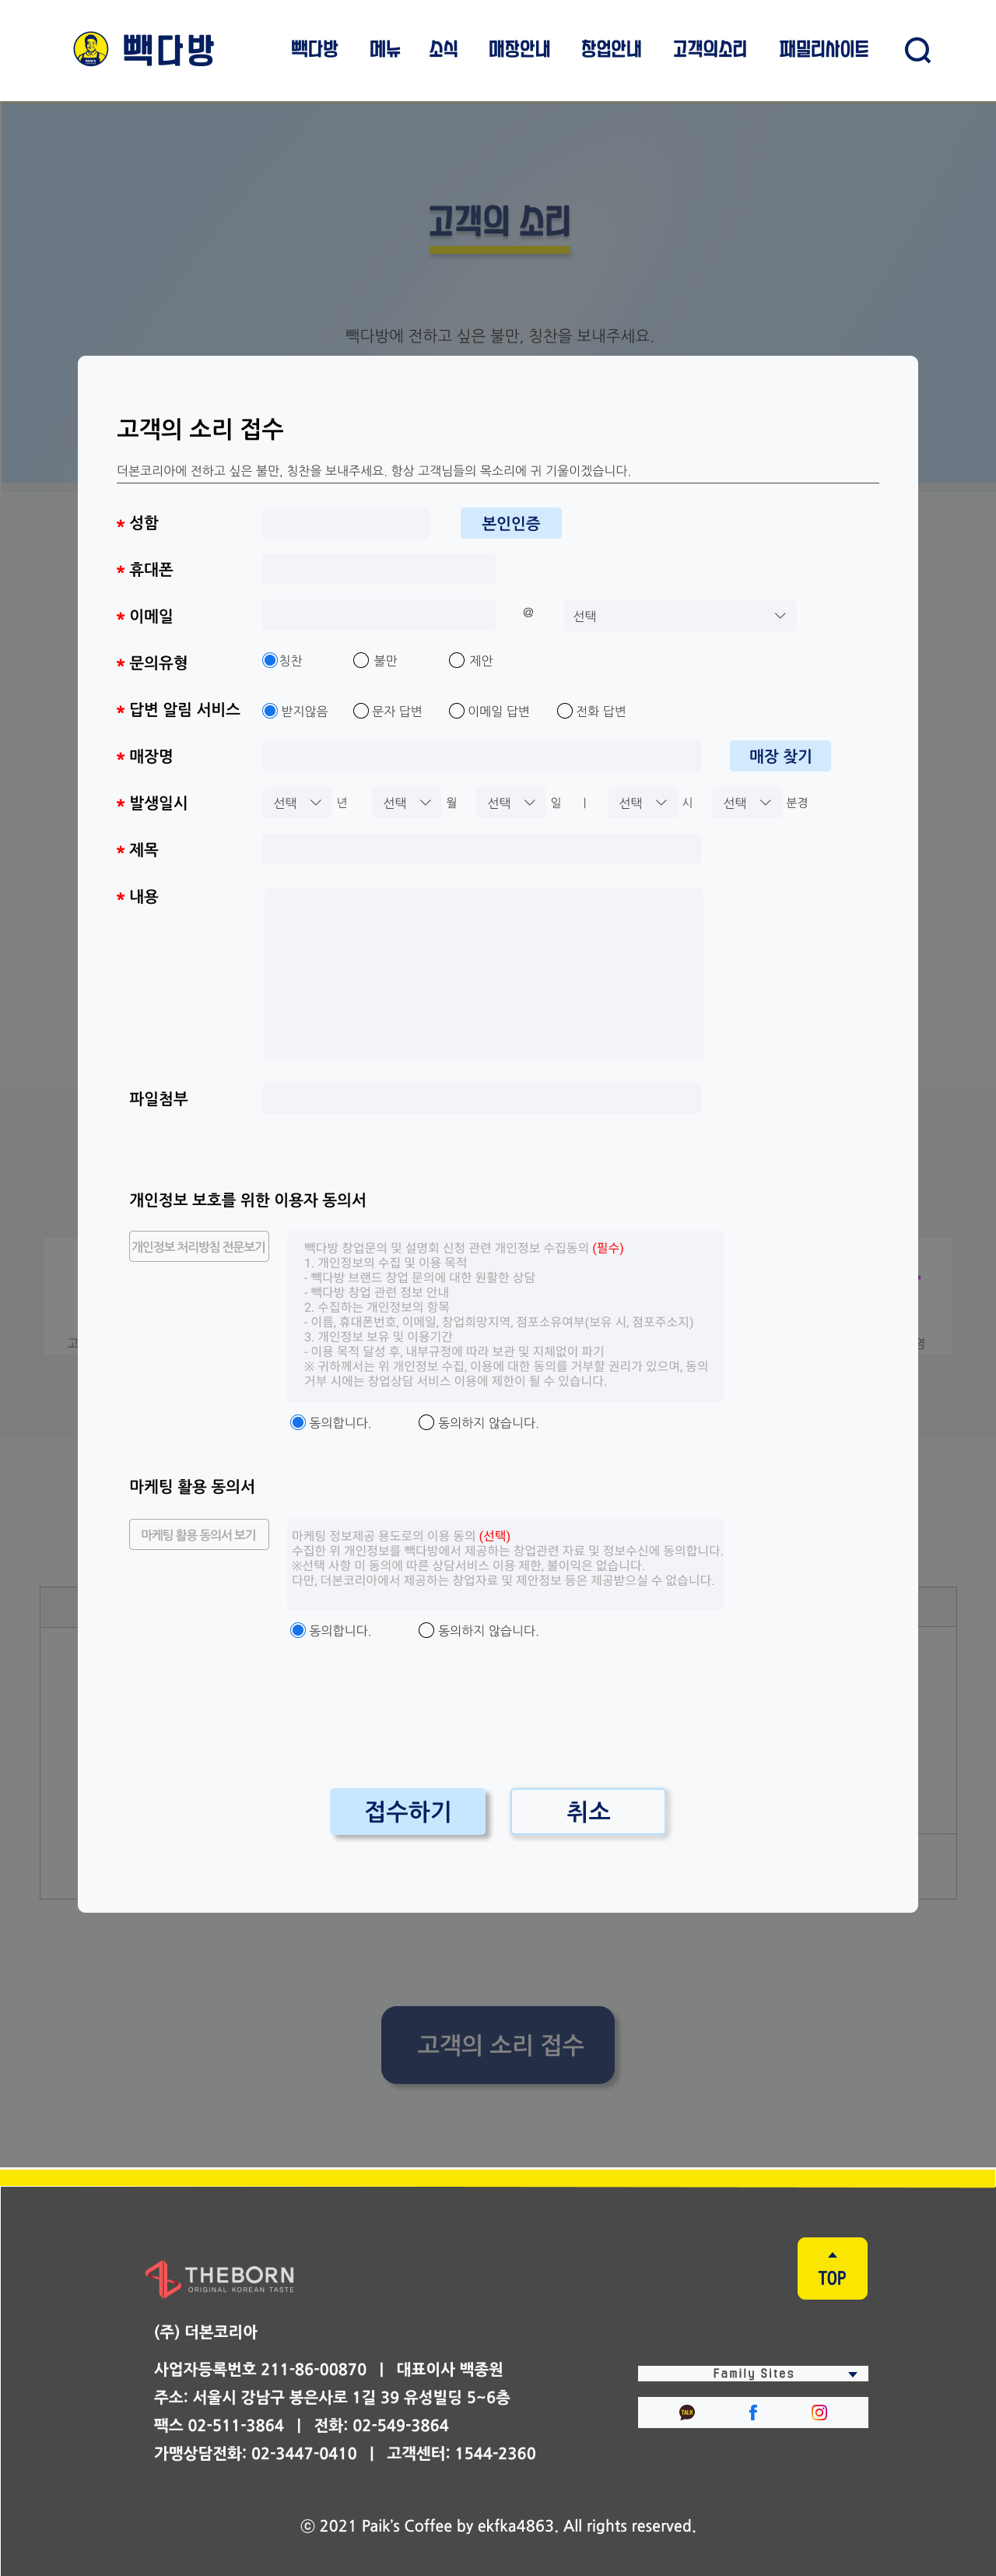 빽다방
빽다방 메뉴 소식 매장안내 창업안내 고객의소리 패밀리사이트
고객의 소리
빽다방에 전하고 싶은 불만, 칭찬을 보내주세요.
고객의 소리 접수
더본코리아에 전하고 싶은 불만, 칭찬을 보내주세요. 항상 고객님들의 목소리에 귀 기울이겠습니다.
* 성함 본인인증
* 휴대폰
* 이메일 @ 선택
* 문의유형 칭찬 불만 제안
* 답변 알림 서비스 받지않음 문자 답변 이메일 답변 전화 답변
* 매장명 매장 찾기
* 발생일시 선택 년 선택 월 선택 일 | 선택 시 선택 분경
* 제목
* 내용
파일첨부
개인정보 보호를 위한 이용자 동의서
개인정보 처리방침 전문보기
빽다방 창업문의 및 설명회 신청 관련 개인정보 수집동의 (필수)
1. 개인정보의 수집 및 이용 목적
- 빽다방 브랜드 창업 문의에 대한 원활한 상담
- 빽다방 창업 관련 정보 안내
2. 수집하는 개인정보의 항목
- 이름, 휴대폰번호, 이메일, 창업희망지역, 점포소유여부(보유 시, 점포주소지)
3. 개인정보 보유 및 이용기간
- 이용 목적 달성 후, 내부규정에 따라 보관 및 지체없이 파기
※ 귀하께서는 위 개인정보 수집, 이용에 대한 동의를 거부할 권리가 있으며, 동의
거부 시에는 창업상담 서비스 이용에 제한이 될 수 있습니다.
고
동의합니다. 동의하지 않습니다.
마케팅 활용 동의서
마케팅 활용 동의서 보기
마케팅 정보제공 용도로의 이용 동의 (선택)
수집한 위 개인정보를 빽다방에서 제공하는 창업관련 자료 및 정보수신에 동의합니다.
※선택 사항 미 동의에 따른 상담서비스 이용 제한, 불이익은 없습니다.
다만, 더본코리아에서 제공하는 창업자료 및 제안정보 등은 제공받으실 수 없습니다.
동의합니다. 동의하지 않습니다.
접수하기 취소
고객의 소리 접수
TOP
THEBORN
ORIGINAL KOREAN TASTE
(주) 더본코리아
사업자등록번호 211-86-00870 | 대표이사 백종원
주소: 서울시 강남구 봉은사로 1길 39 유성빌딩 5~6층
팩스 02-511-3864 | 전화: 02-549-3864
가맹상담전화: 02-3447-0410 | 고객센터: 1544-2360
Family Sites
TALK
ⓒ 2021 Paik's Coffee by ekfka4863. All rights reserved.